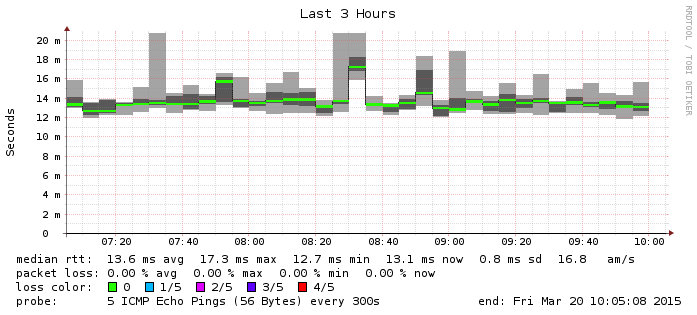 Last 3 Hours
RRDTOOL / TOBI OETIKER
Seconds
20 m
18 m
16 m
14 m
12 m
10 m
8 m
6 m
4 m
2 m
0
07:20 07:40 08:00 08:20 08:40 09:00 09:20 09:40 10:00
median rtt: 13.6 ms avg 17.3 ms max 12.7 ms min 13.1 ms now 0.8 ms sd 16.8 am/s
packet loss: 0.00 % avg 0.00 % max 0.00 % min 0.00 % now
loss color: 0 1/5 2/5 3/5 4/5
probe: 5 ICMP Echo Pings (56 Bytes) every 300s end: Fri Mar 20 10:05:08 2015